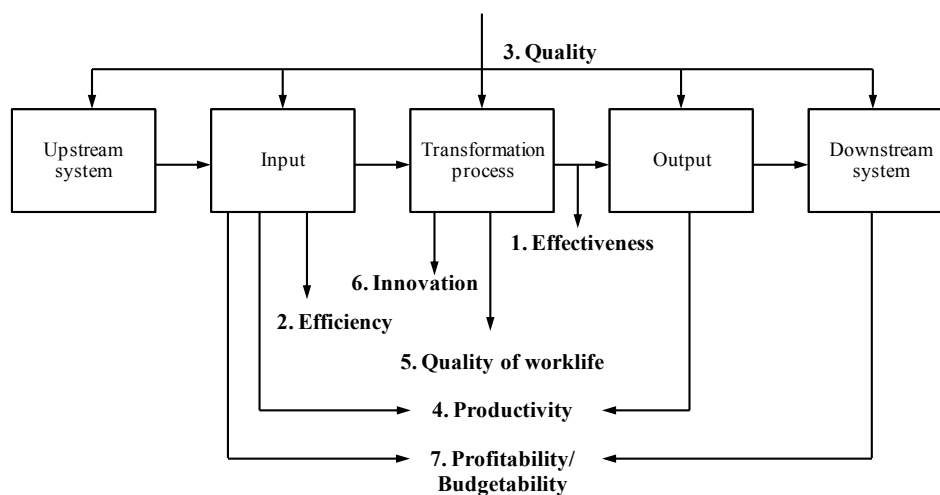 3. Quality
Upstream
system
Input
Transformation
process
Output
Downstream
system
1. Effectiveness
6. Innovation
2. Efficiency
5. Quality of worklife
4. Productivity
7. Profitability/
Budgetability